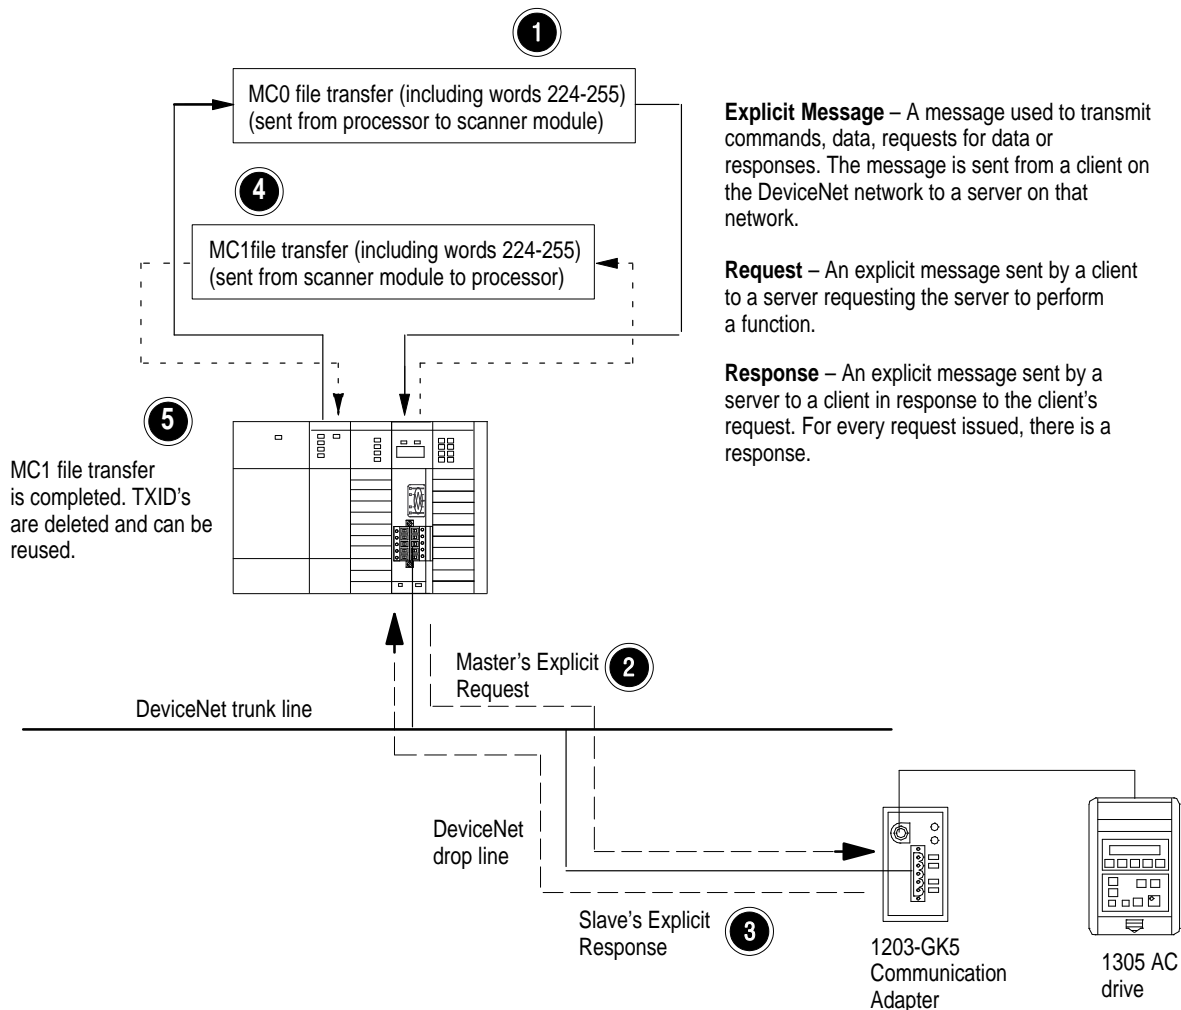 1
MC0 file transfer (including words 224-255)
(sent from processor to scanner module)
4
MC1file transfer (including words 224-255)
(sent from scanner module to processor)
Explicit Message – A message used to transmit
commands, data, requests for data or
responses. The message is sent from a client on
the DeviceNet network to a server on that
network.
Request – An explicit message sent by a client
to a server requesting the server to perform
a function.
Response – An explicit message sent by a
server to a client in response to the client's
request. For every request issued, there is a
response.
5
MC1 file transfer
is completed. TXID's
are deleted and can be
reused.
Master's Explicit
Request
2
DeviceNet trunk line
DeviceNet
drop line
Slave's Explicit
Response
3
1203-GK5
Communication
Adapter
1305 AC
drive